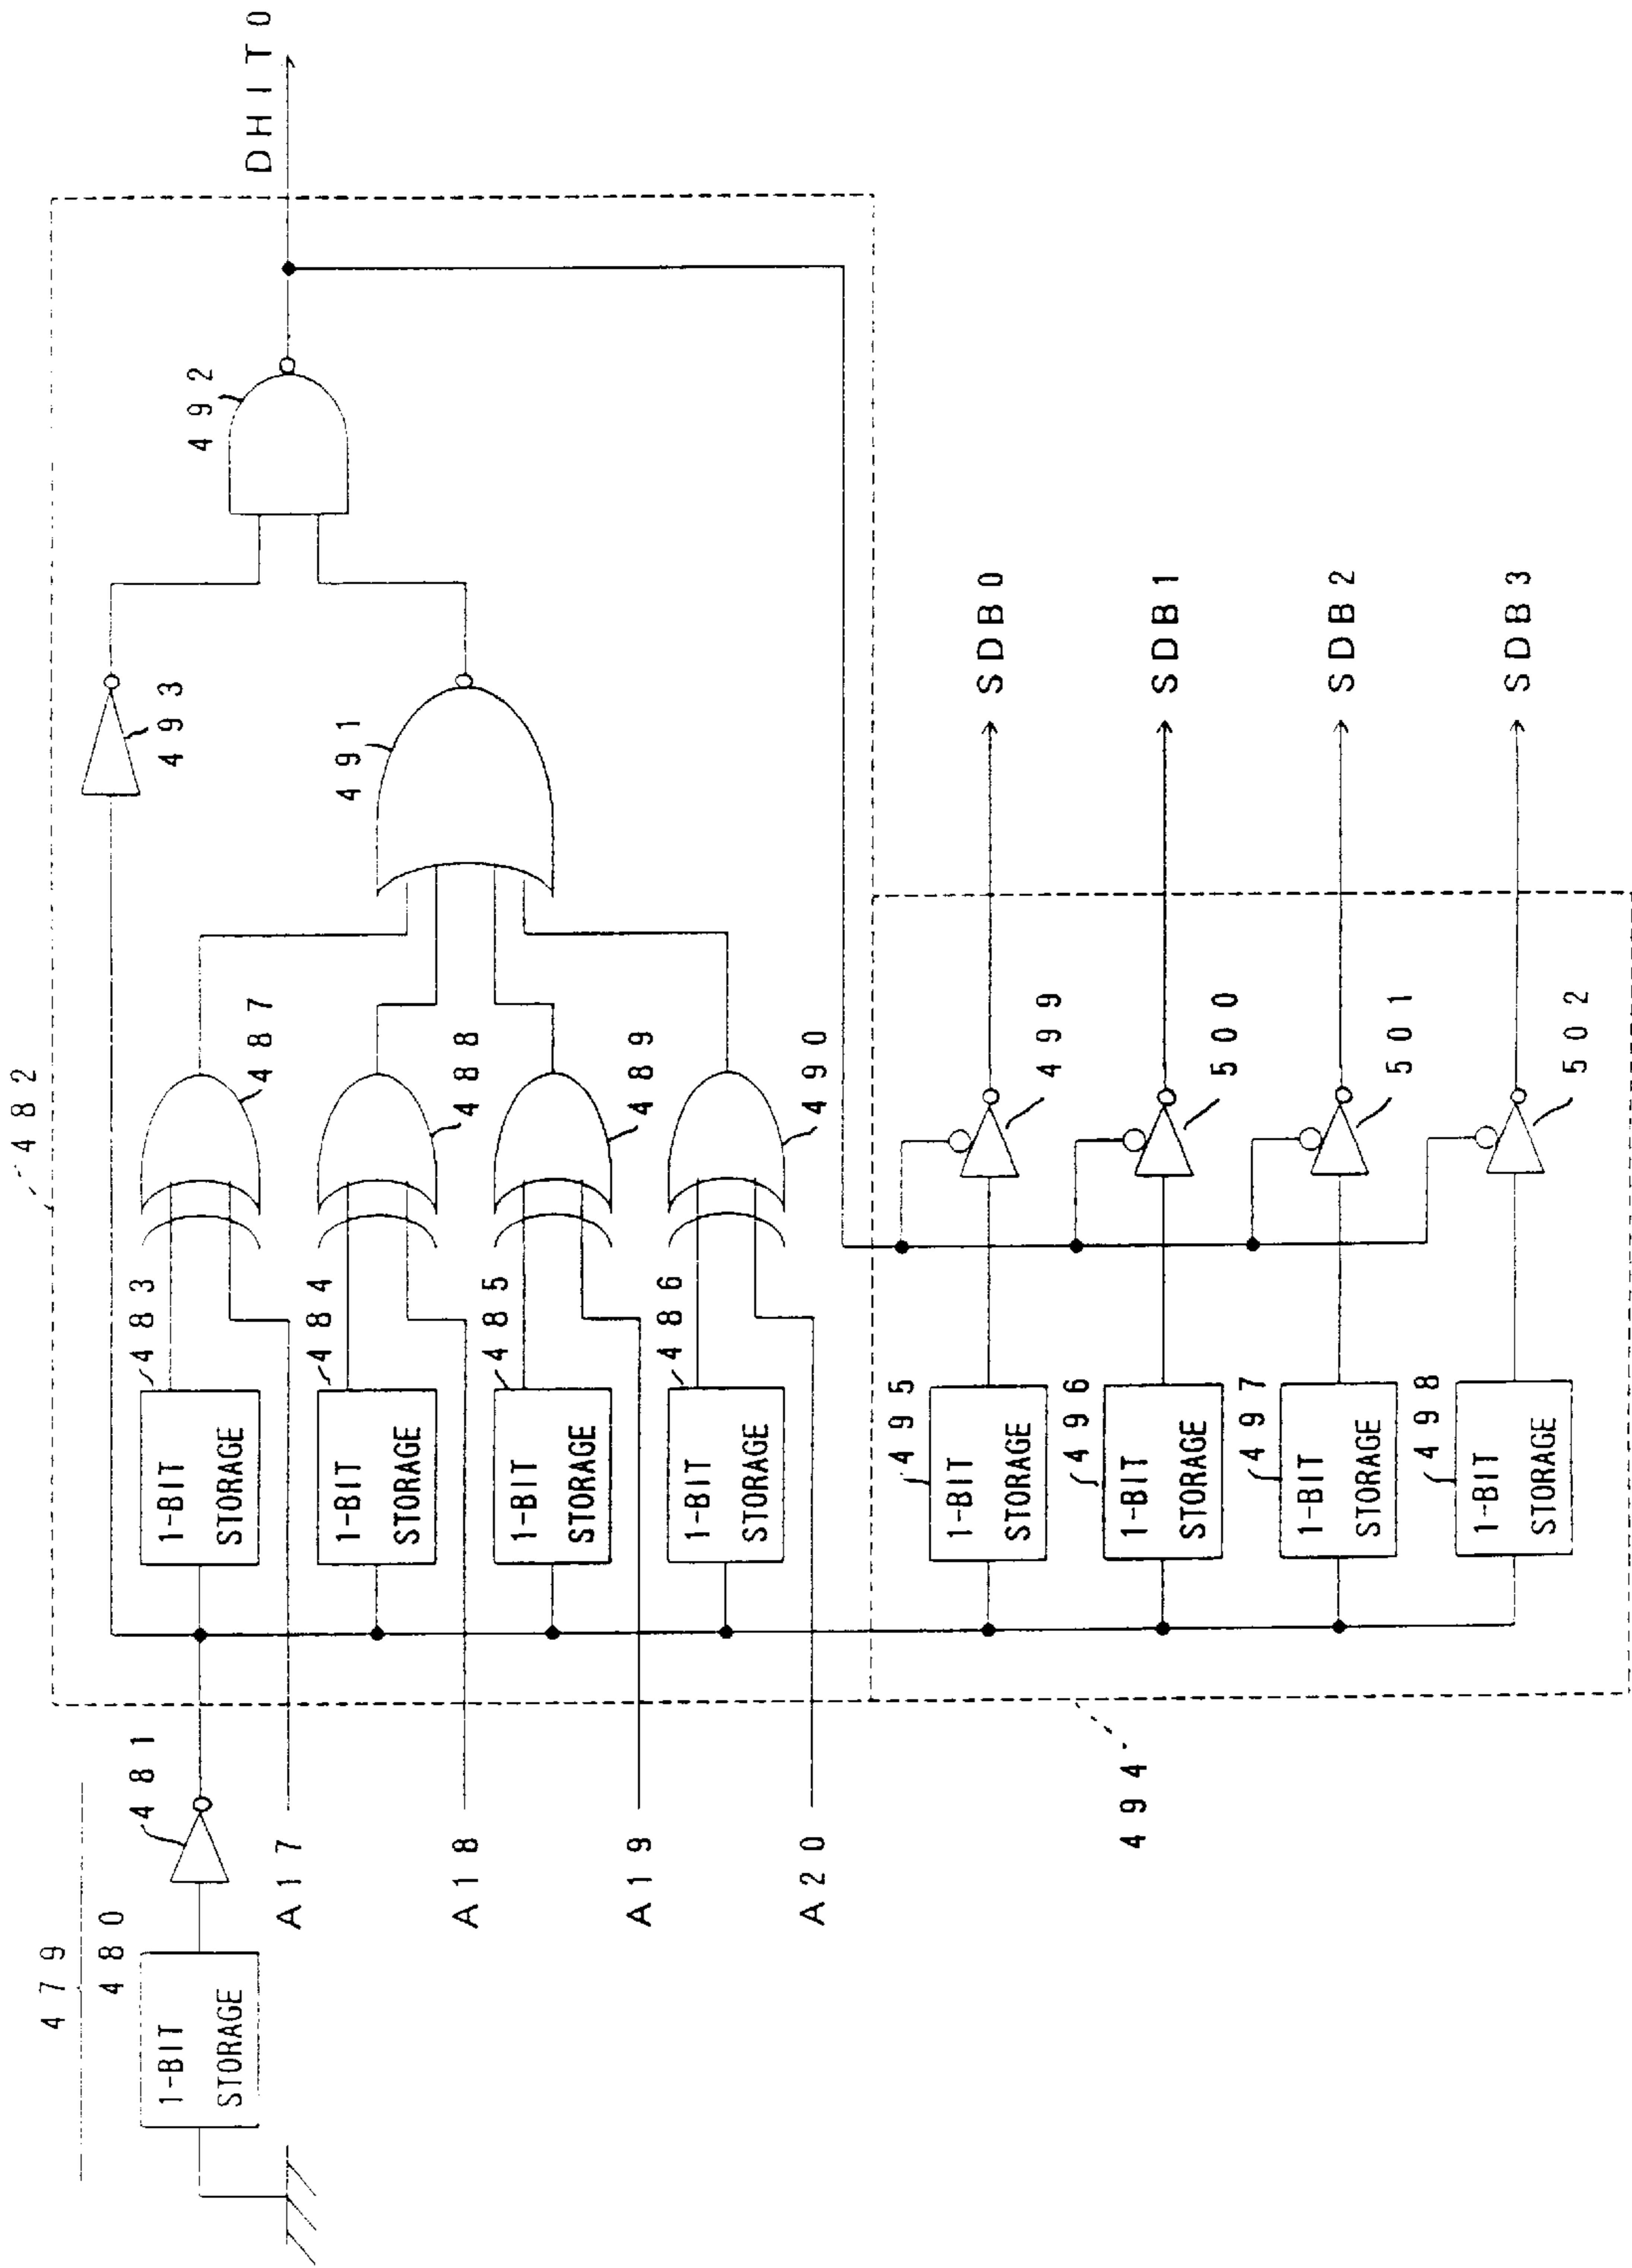 482
479
480
1-BIT STORAGE
481
A17
A18
A19
A20
483
1-BIT STORAGE
484
1-BIT STORAGE
485
1-BIT STORAGE
486
1-BIT STORAGE
487
488
489
490
491
493
492
DHIT0
494
495
1-BIT STORAGE
496
1-BIT STORAGE
497
1-BIT STORAGE
498
1-BIT STORAGE
499
500
501
502
SDB0
SDB1
SDB2
SDB3